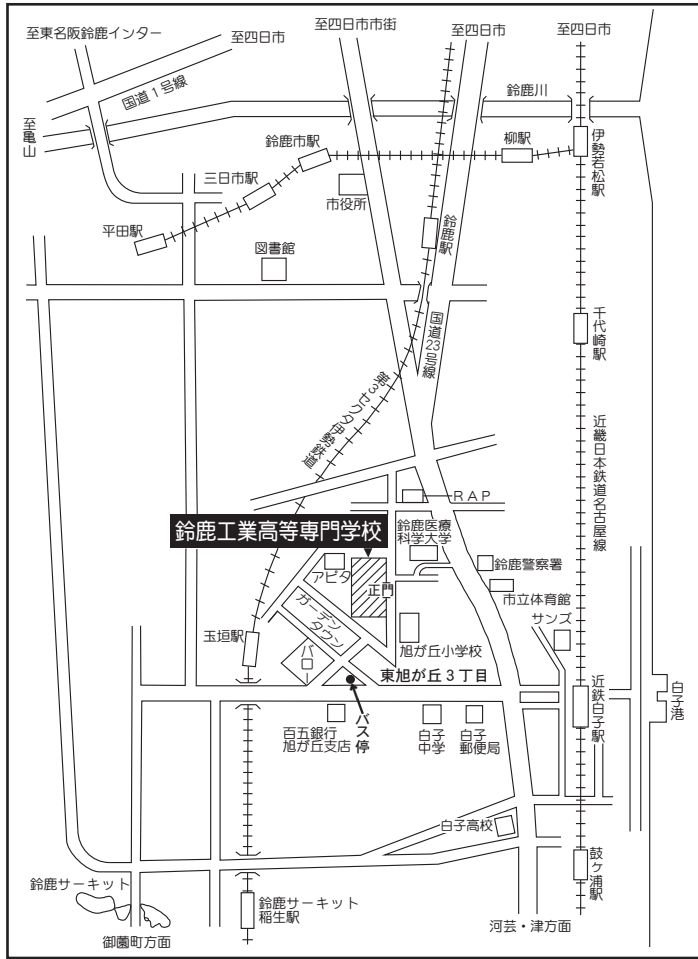 至東名阪鈴鹿インター
至四日市
至四日市市街
至四日市
至四日市
国道1号線
鈴鹿川
至亀山
鈴鹿市駅
柳駅
伊勢若松駅
三日市駅
市役所
平田駅
鈴鹿駅
図書館
国道23号線
千代崎駅
第3セクタ伊勢鉄道
近畿日本鉄道名古屋線
RAP
鈴鹿工業高等専門学校
鈴鹿医療
科学大学
アピタ
正門
鈴鹿警察署
市立体育館
ガーデン
タウン
サンズ
玉垣駅
旭が丘小学校
バロー
東旭が丘3丁目
近鉄白子駅
白子港
バス停
百五銀行
旭が丘支店
白子
中学
白子
郵便局
白子高校
鈴鹿サーキット
鈴鹿サーキット
稲生駅
鼓ヶ浦駅
御薗町方面
河芸・津方面